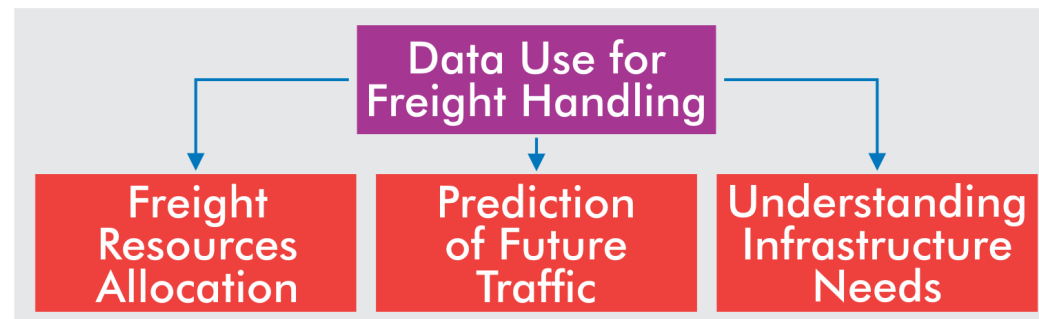 Data Use for
Freight Handling
Freight
Resources
Allocation
Prediction
of Future
Traffic
Understanding
Infrastructure
Needs